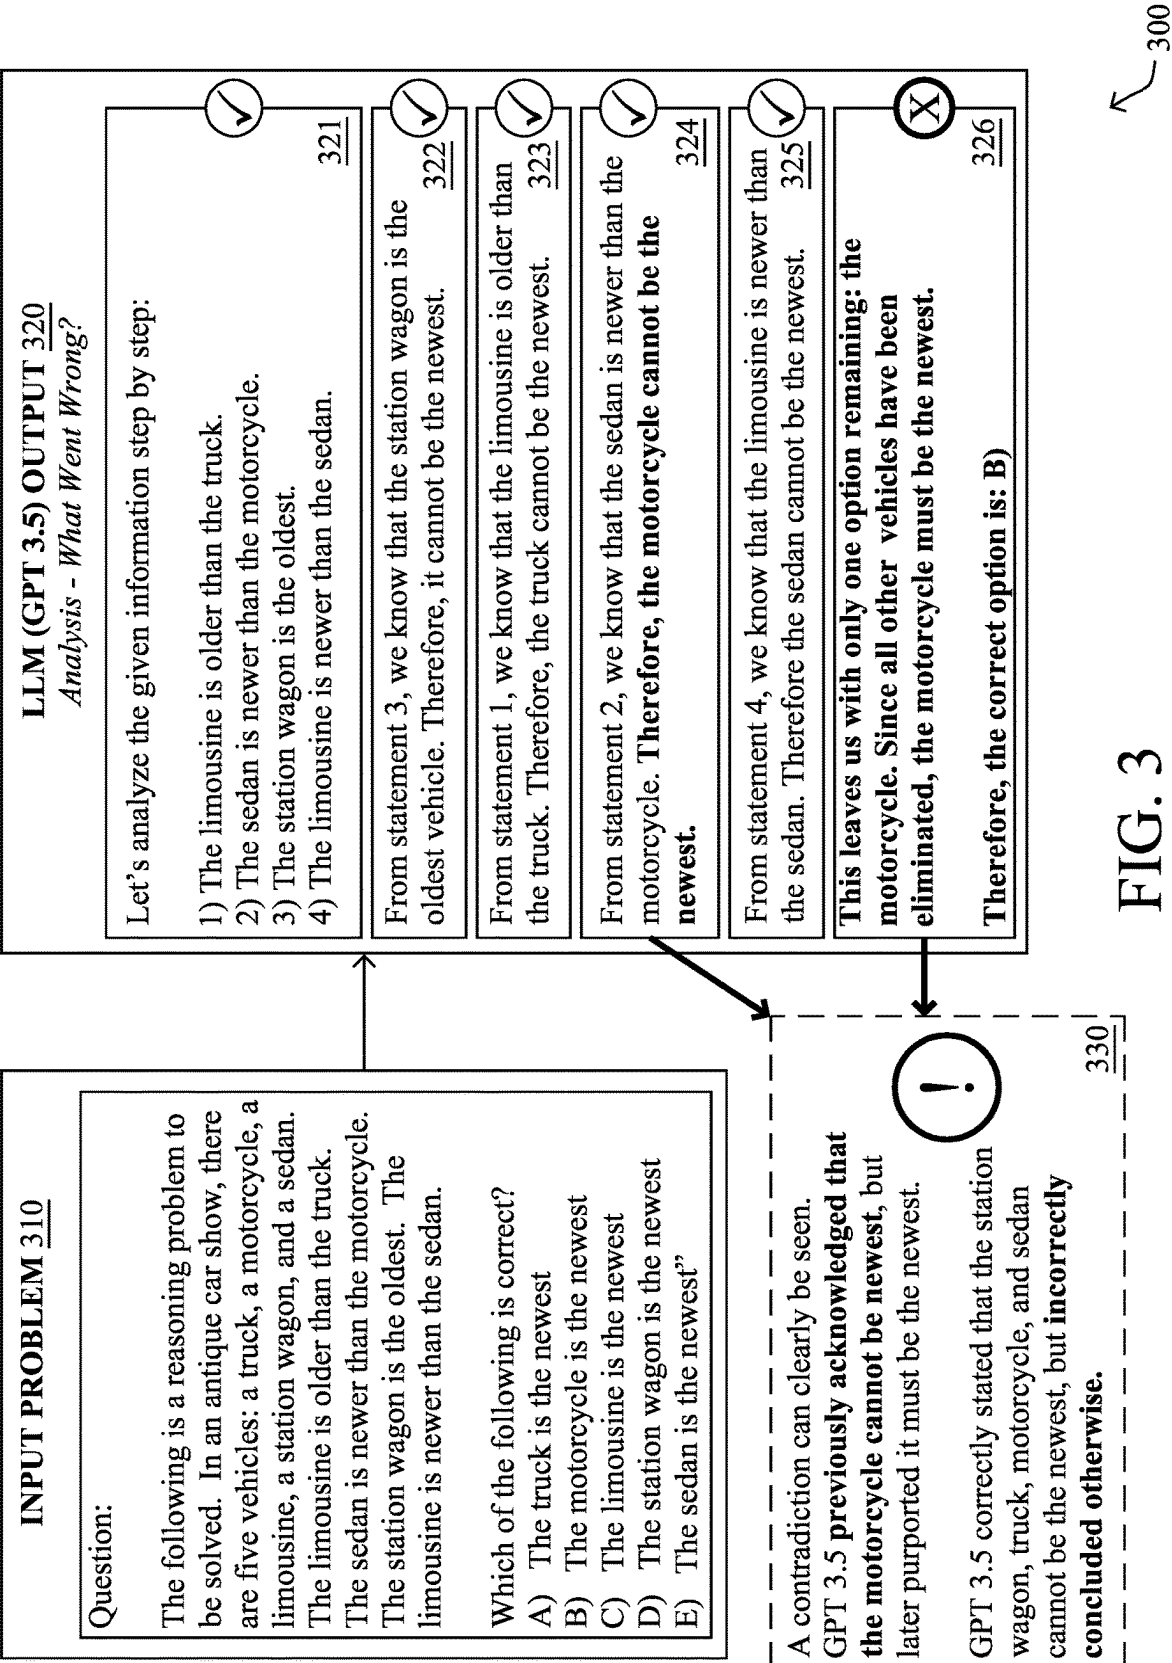 INPUT PROBLEM 310
Question:
The following is a reasoning problem to
be solved.  In an antique car show, there
are five vehicles: a truck, a motorcycle, a
limousine, a station wagon, and a sedan.
The limousine is older than the truck.
The sedan is newer than the motorcycle.
The station wagon is the oldest.  The
limousine is newer than the sedan.
Which of the following is correct?
A) The truck is the newest
B) The motorcycle is the newest
C) The limousine is the newest
D) The station wagon is the newest
E) The sedan is the newest”
LLM (GPT 3.5) OUTPUT 320
Analysis - What Went Wrong?
Let’s analyze the given information step by step:
1) The limousine is older than the truck.
2) The sedan is newer than the motorcycle.
3) The station wagon is the oldest.
4) The limousine is newer than the sedan.
321
From statement 3, we know that the station wagon is the
oldest vehicle. Therefore, it cannot be the newest.
322
From statement 1, we know that the limousine is older than
the truck. Therefore, the truck cannot be the newest.
323
From statement 2, we know that the sedan is newer than the
motorcycle. Therefore, the motorcycle cannot be the
newest.
324
From statement 4, we know that the limousine is newer than
the sedan. Therefore the sedan cannot be the newest.
325
This leaves us with only one option remaining: the
motorcycle. Since all other  vehicles have been
eliminated, the motorcycle must be the newest.
Therefore, the correct option is: B)
X
326
A contradiction can clearly be seen.
GPT 3.5 previously acknowledged that
the motorcycle cannot be newest, but
later purported it must be the newest.
!
GPT 3.5 correctly stated that the station
wagon, truck, motorcycle, and sedan
cannot be the newest, but incorrectly
concluded otherwise.
330
FIG. 3
300